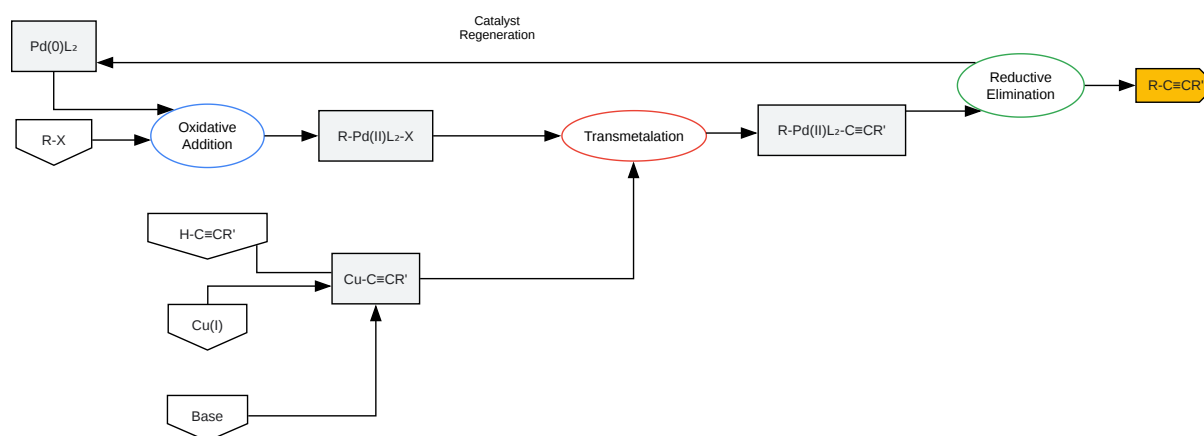 Catalyst
Regeneration
Pd(0)L₂
Reductive
Elimination
R-C≡CR'
R-X
Oxidative
Addition
R-Pd(II)L₂-X
Transmetalation
R-Pd(II)L₂-C≡CR'
H-C≡CR'
Cu-C≡CR'
Cu(I)
Base